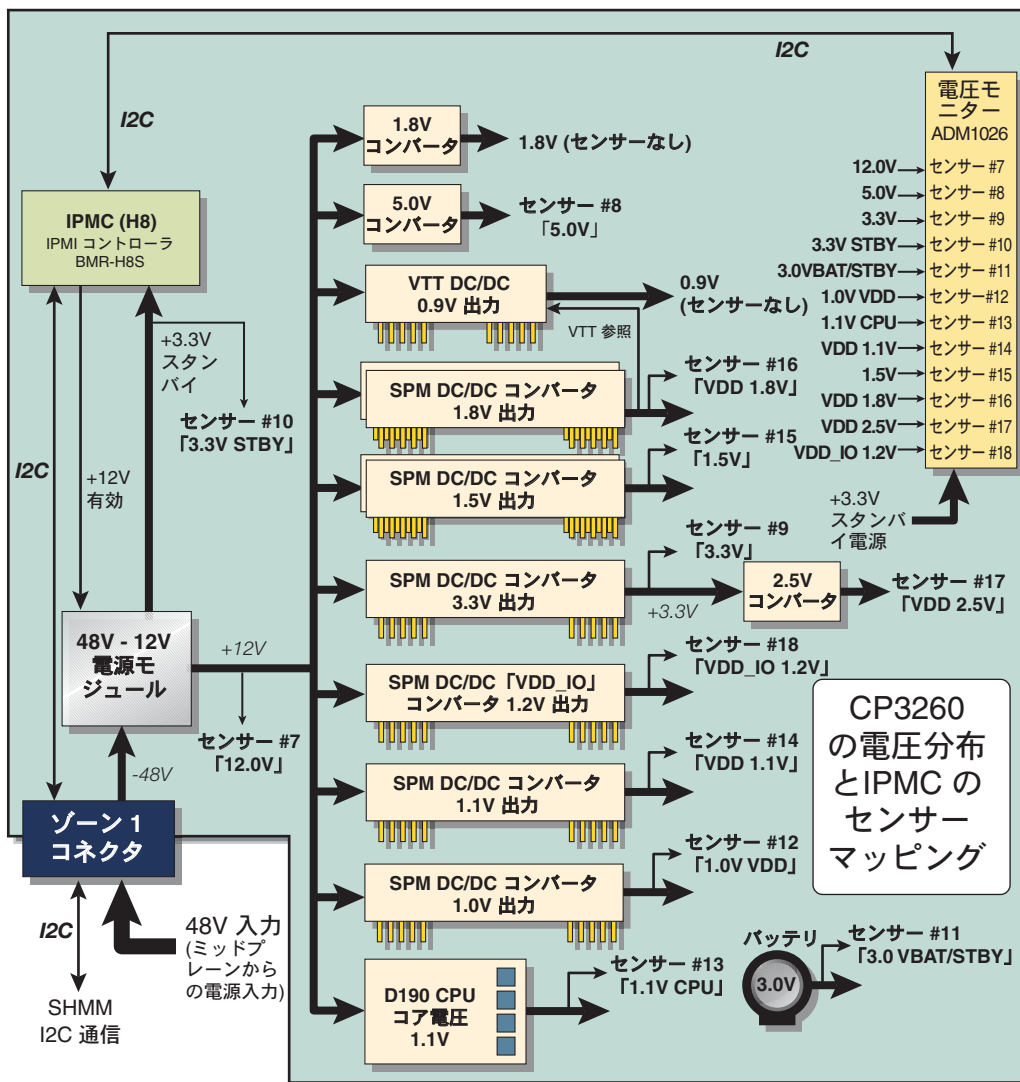 I2C
I2C
電圧モ
ニター
ADM1026
12.0V
センサー #7
5.0V
センサー #8
3.3V
センサー #9
3.3V STBY
センサー #10
3.0VBAT/STBY
センサー #11
1.0V VDD
センサー#12
1.1V CPU
センサー #13
VDD 1.1V
センサー #14
1.5V
センサー #15
VDD 1.8V
センサー #16
VDD 2.5V
センサー #17
VDD_IO 1.2V
センサー #18
+3.3V
スタンバ
イ電源
IPMC (H8)
IPMI コントローラ
BMR-H8S
+3.3V
スタン
バイ
センサー #10
「3.3V STBY」
I2C
+12V
有効
48V - 12V
電源モ
ジュール
+12V
センサー #7
「12.0V」
-48V
ゾーン 1
コネクタ
I2C
48V 入力
(ミッドプ
レーンから
の電源入力)
SHMM
I2C 通信
1.8V
コンバータ
1.8V (センサーなし)
5.0V
コンバータ
センサー #8
「5.0V」
VTT DC/DC
0.9V 出力
0.9V
(センサーなし)
VTT 参照
SPM DC/DC コンバータ
1.8V 出力
センサー #16
「VDD 1.8V」
SPM DC/DC コンバータ
1.5V 出力
センサー #15
「1.5V」
SPM DC/DC コンバータ
3.3V 出力
センサー #9
「3.3V」
+3.3V
2.5V
コンバータ
センサー #17
「VDD 2.5V」
SPM DC/DC 「VDD_IO」
コンバータ 1.2V 出力
センサー #18
「VDD_IO 1.2V」
SPM DC/DC コンバータ
1.1V 出力
センサー #14
「VDD 1.1V」
SPM DC/DC コンバータ
1.0V 出力
センサー #12
「1.0V VDD」
D190 CPU
コア電圧
1.1V
センサー #13
「1.1V CPU」
CP3260
の電圧分布
とIPMC の
センサー
マッピング
バッテリ
3.0V
センサー #11
「3.0 VBAT/STBY」